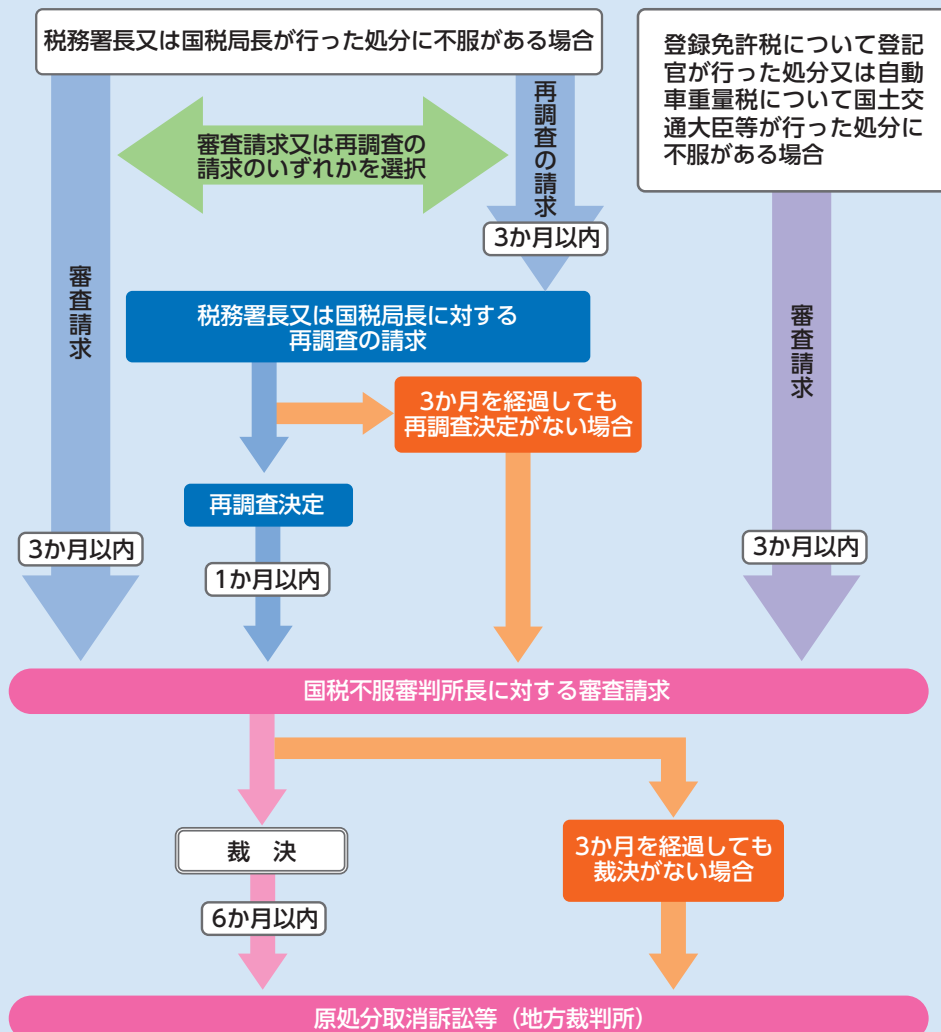 税務署長又は国税局長が行った処分に不服がある場合
登録免許税について登記
官が行った処分又は自動
車重量税について国土交
通大臣等が行った処分に
不服がある場合
審査請求又は再調査の
請求のいずれかを選択
再調査の請求
3か月以内
審査請求
税務署長又は国税局長に対する
再調査の請求
審査請求
3か月を経過しても
再調査決定がない場合
再調査決定
3か月以内
1か月以内
3か月以内
国税不服審判所長に対する審査請求
裁　決
3か月を経過しても
裁決がない場合
6か月以内
原処分取消訴訟等（地方裁判所）